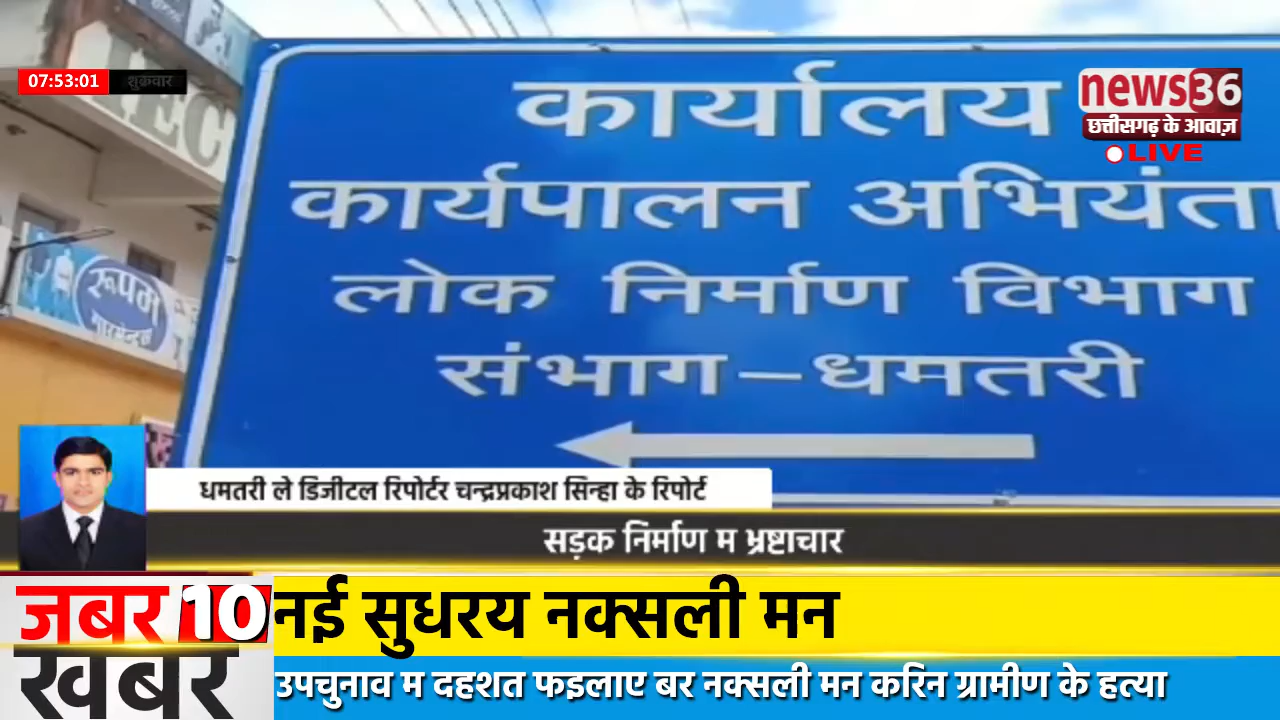 07:53:01 शुक्रवार
news36
छत्तीसगढ़ के आवाज़
LIVE
कार्यालय
कार्यपालन अभियंता
लोक निर्माण विभाग
संभाग-धमतरी
रूपम
गारमेन्ट्स
धमतरी ले डिजीटल रिपोर्टर चन्द्रप्रकाश सिन्हा के रिपोर्ट
सड़क निर्माण म भ्रष्टाचार
जबर 10
खबर
नई सुधरय नक्सली मन
उपचुनाव म दहशत फइलाए बर नक्सली मन करिन ग्रामीण के हत्या